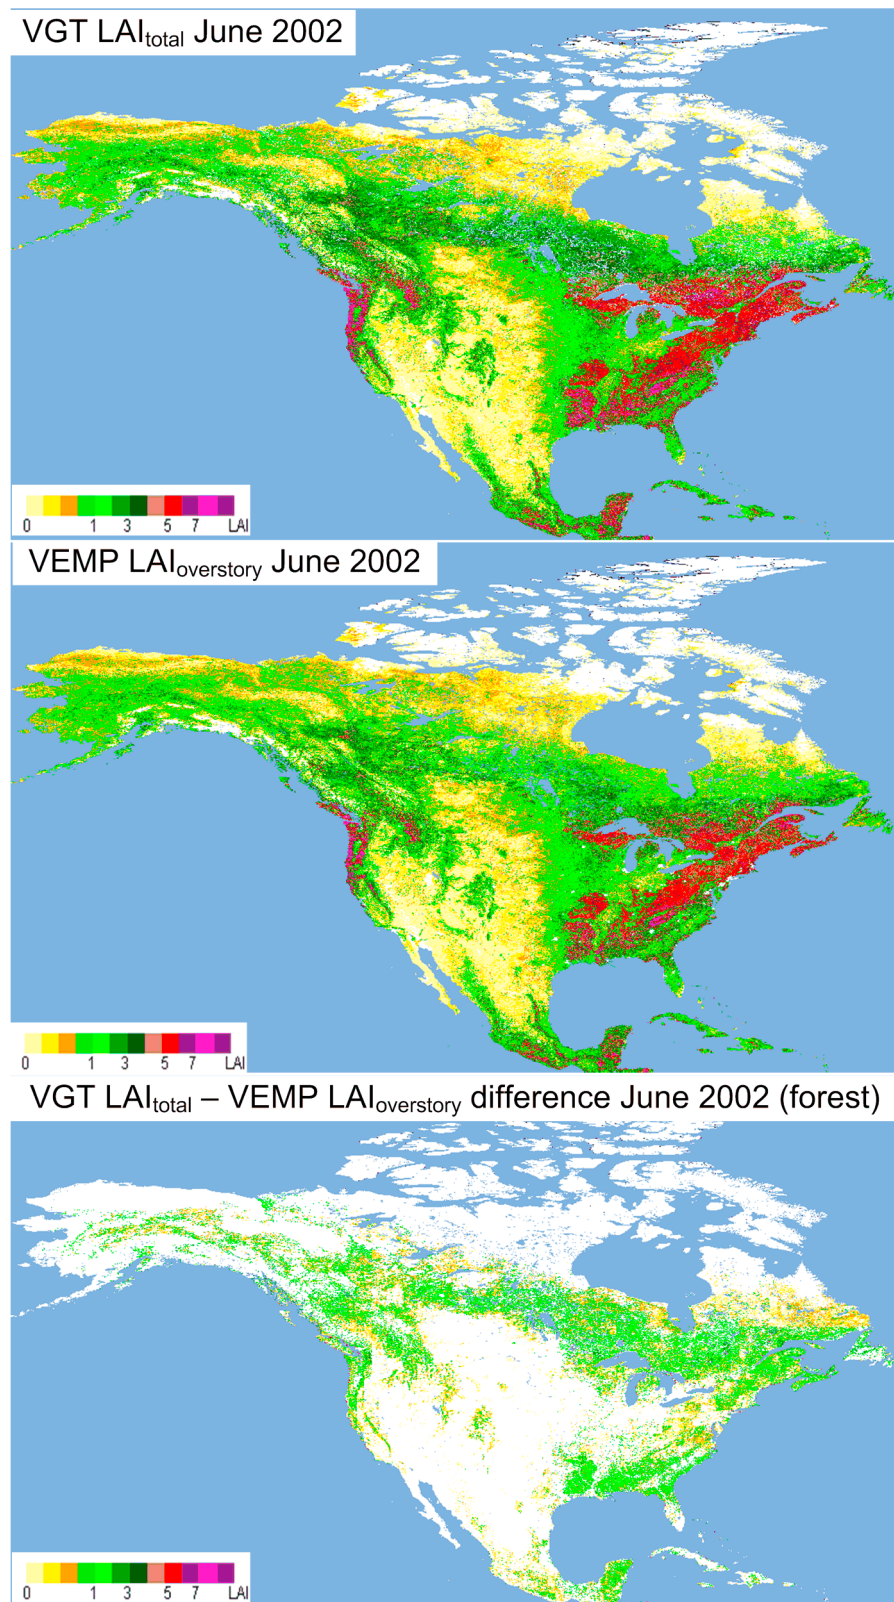 VGT LAItotal June 2002
0 1 3 5 7 LAI
VEMP LAIoverstory June 2002
0 1 3 5 7 LAI
VGT LAItotal – VEMP LAIoverstory difference June 2002 (forest)
0 1 3 5 7 LAI